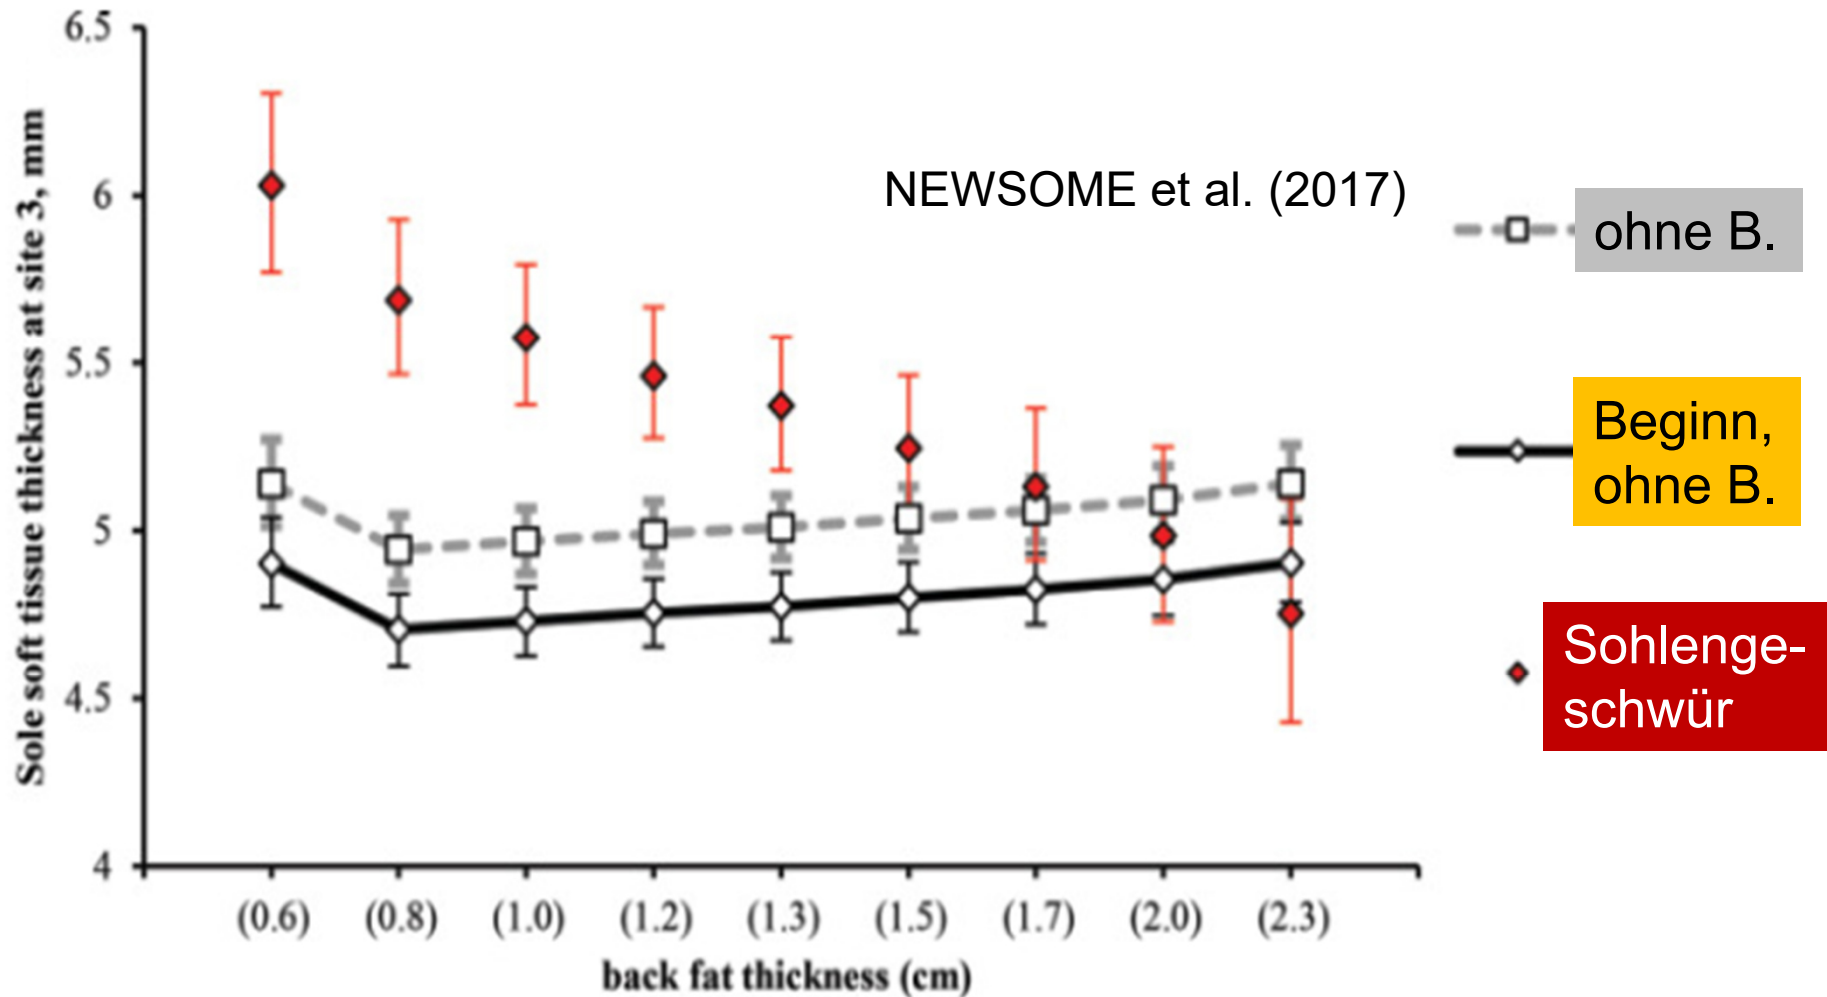 6.5
6
5.5
5
4.5
4
Sole soft tissue thickness at site 3, mm
NEWSOME et al. (2017)
ohne B.
Beginn,
ohne B.
Sohlenge-
schwür
(0.6) (0.8) (1.0) (1.2) (1.3) (1.5) (1.7) (2.0) (2.3)
back fat thickness (cm)